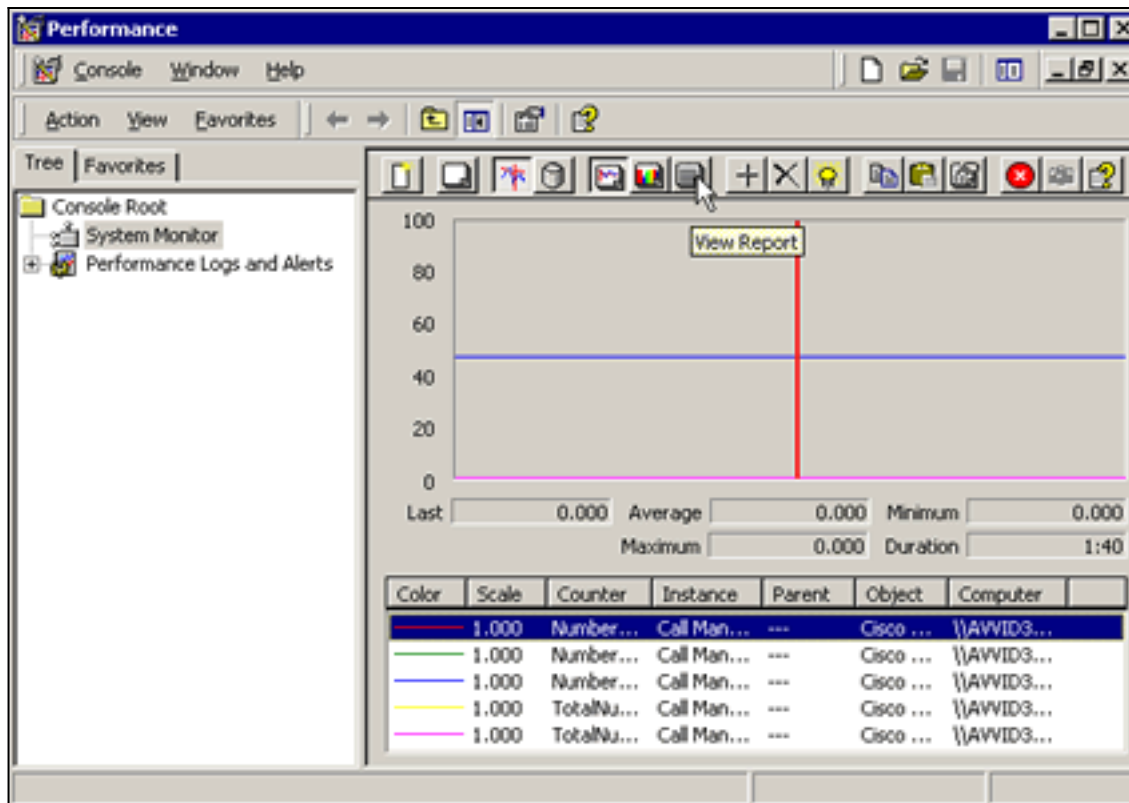 Performance
Console Window Help
Action View Favorites
Tree Favorites
Console Root
System Monitor
Performance Logs and Alerts
100
View Report
80
60
40
20
0
Last 0.000 Average 0.000 Minimum 0.000
Maximum 0.000 Duration 1:40
Color Scale Counter Instance Parent Object Computer
1.000 Number... Call Man... --- Cisco ... \\AVVID3...
1.000 Number... Call Man... --- Cisco ... \\AVVID3...
1.000 Number... Call Man... --- Cisco ... \\AVVID3...
1.000 TotalNu... Call Man... --- Cisco ... \\AVVID3...
1.000 TotalNu... Call Man... --- Cisco ... \\AVVID3...